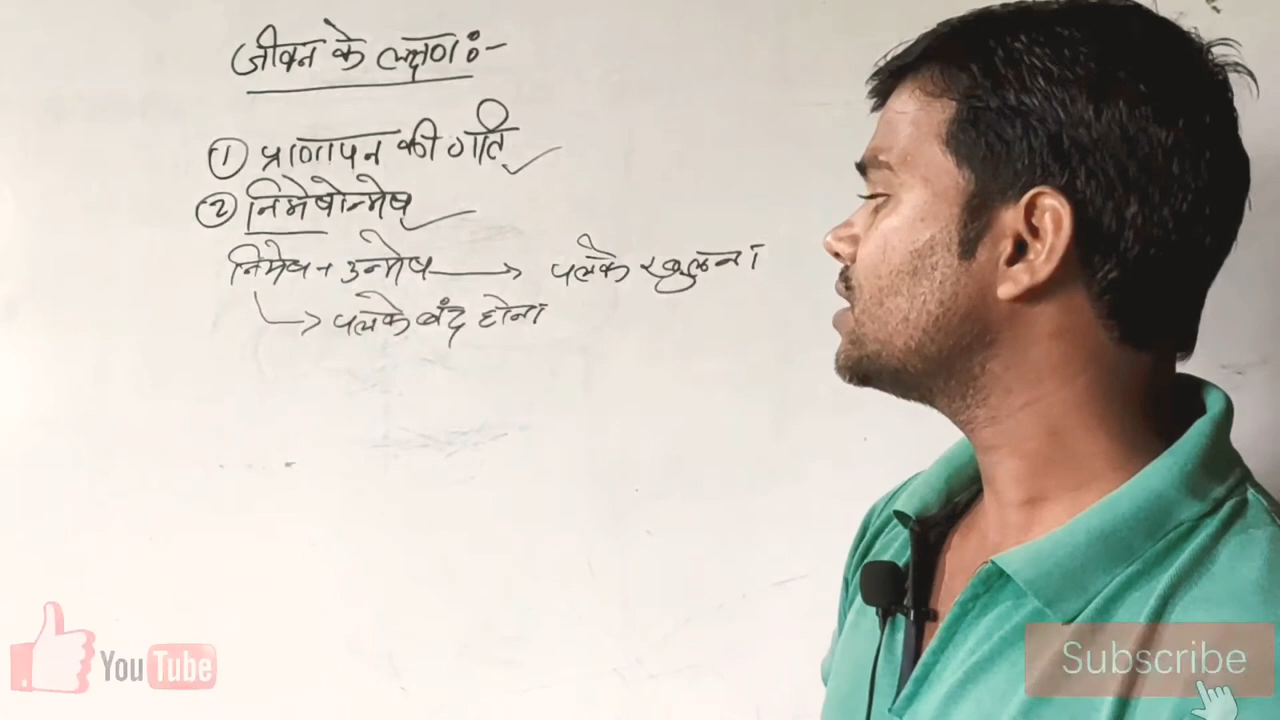 जीवन के लक्षण :-
① प्राणापन की गति
② निमेषोन्मेष
निमेष + उन्मेष → पलके खुलना
→ पलके बंद होना
YouTube
Subscribe